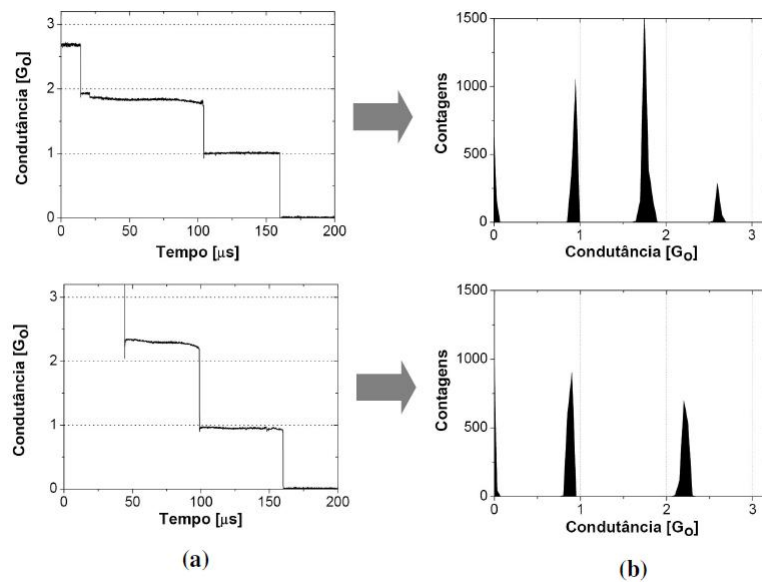 Condutância [G₀]
3
2
1
0
0 50 100 150 200
Tempo [μs]
Contagens
1500
1000
500
0
0 1 2 3
Condutância [G₀]
Condutância [G₀]
3
2
1
0
0 50 100 150 200
Tempo [μs]
Contagens
1500
1000
500
0
0 1 2 3
Condutância [G₀]
(a)
(b)